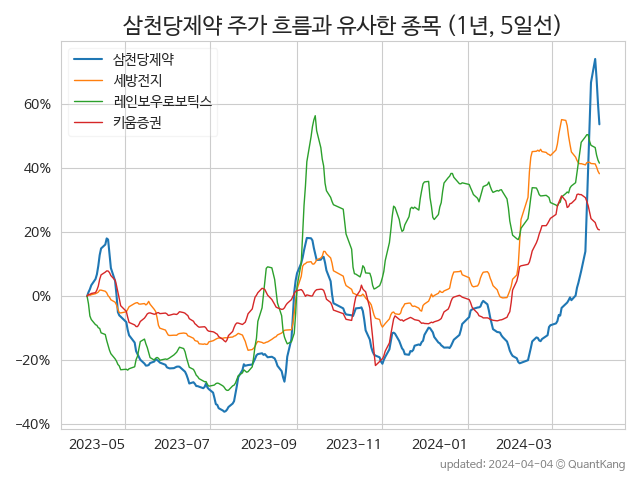 삼천당제약 주가 흐름과 유사한 종목 (1년, 5일선)
삼천당제약
세방전지
레인보우로보틱스
키움증권
60%
40%
20%
0%
−20%
−40%
2023−05
2023−07
2023−09
2023−11
2024−01
2024−03
updated: 2024-04-04 © QuantKang